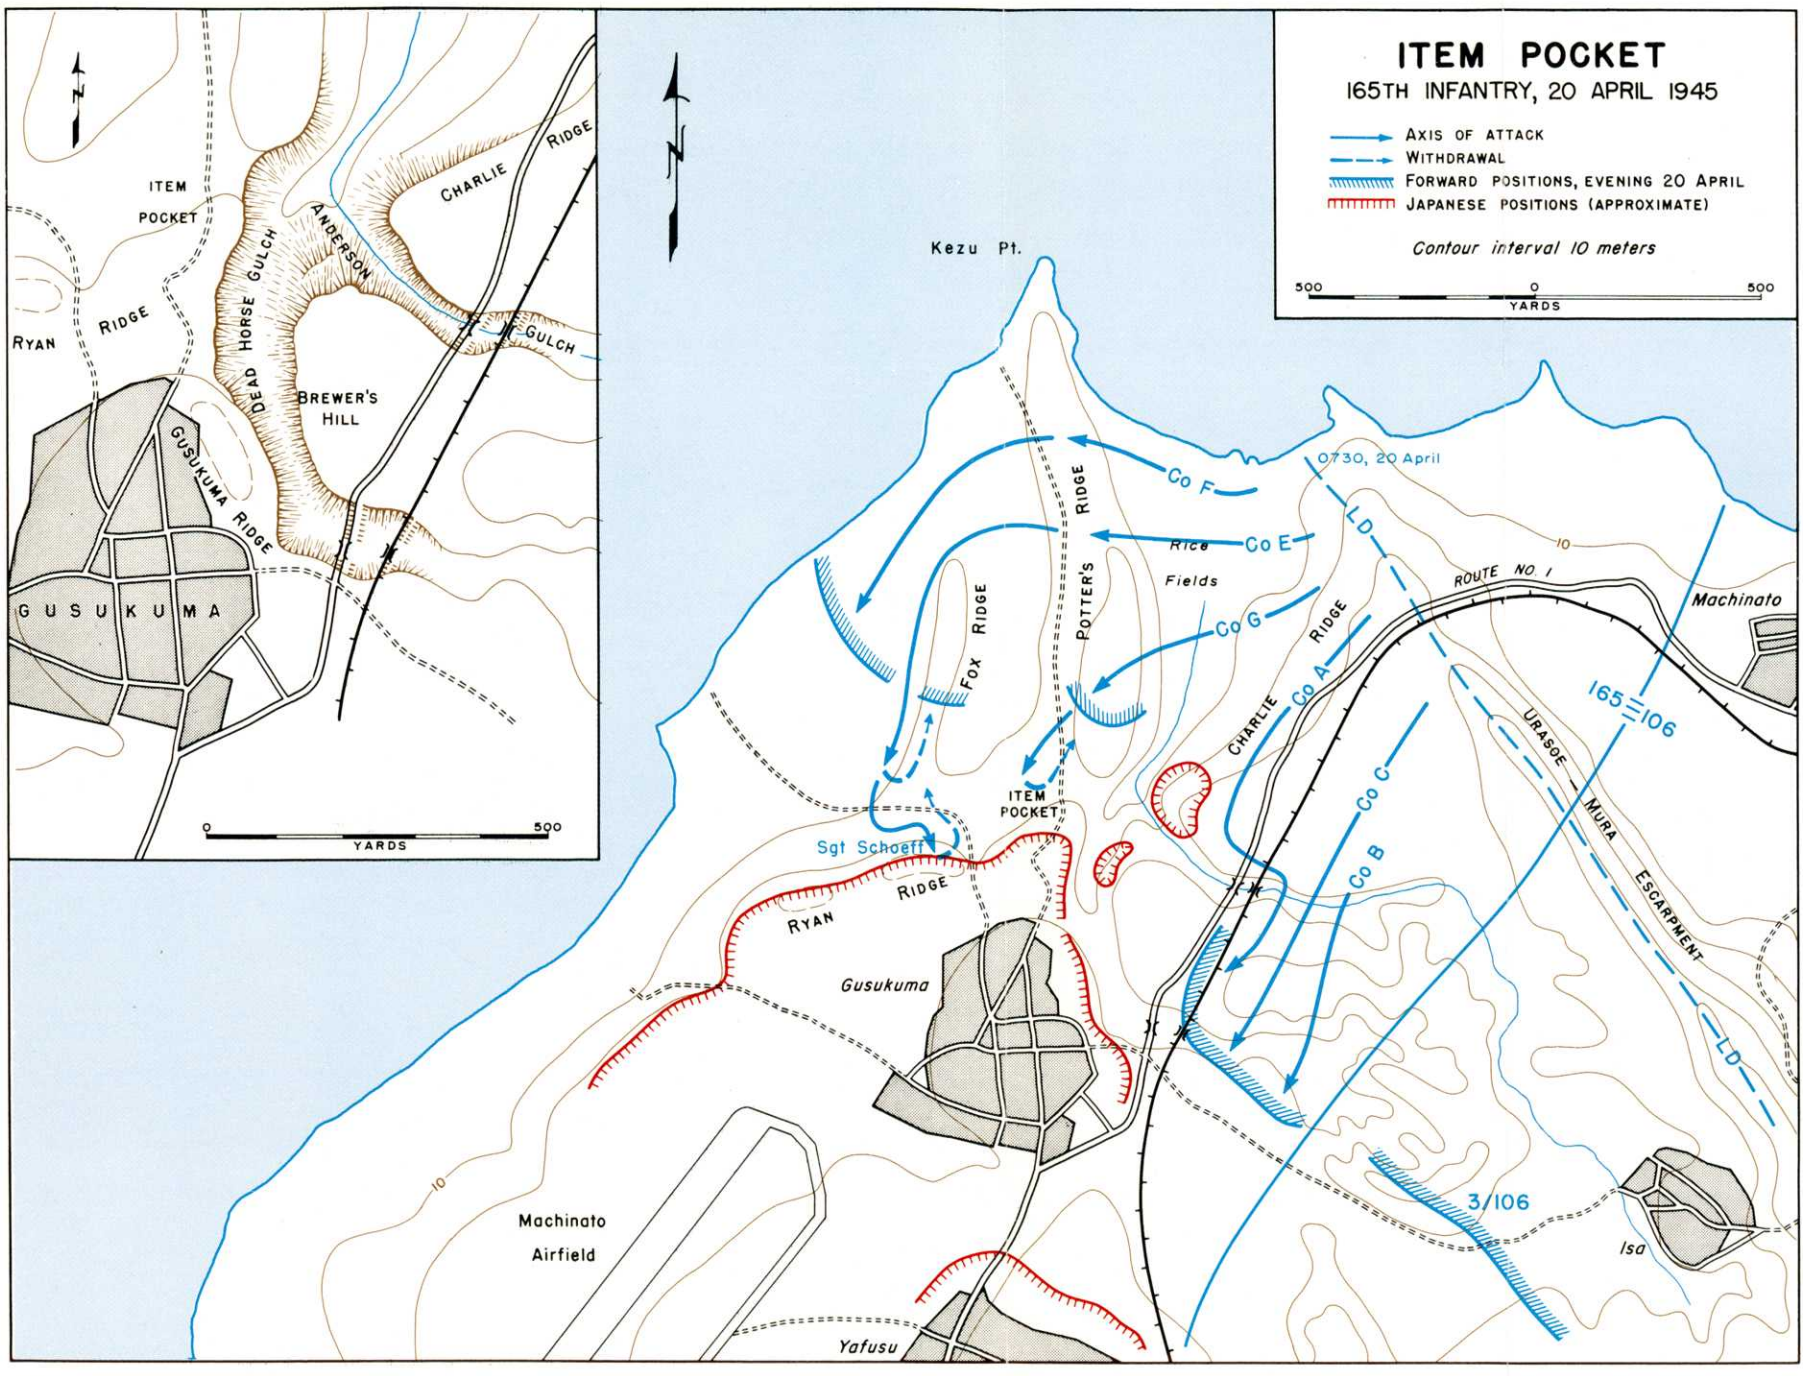 N
ITEM
POCKET
RYAN
RIDGE
DEAD HORSE GULCH
ANDERSON
GULCH
CHARLIE
RIDGE
BREWER'S
HILL
GUSUKUMA RIDGE
GUSUKUMA
0
500
YARDS
N
ITEM POCKET
165TH INFANTRY, 20 APRIL 1945
AXIS OF ATTACK
WITHDRAWAL
FORWARD POSITIONS, EVENING 20 APRIL
JAPANESE POSITIONS (APPROXIMATE)
Contour interval 10 meters
500
0
500
YARDS
Kezu Pt.
0730, 20 April
LD
Co F
Co E
Rice
Fields
Co G
POTTER'S
RIDGE
FOX
RIDGE
CHARLIE
RIDGE
Co A
Co C
Co B
ROUTE NO. 1
10
Machinato
165
106
URASOE-MURA
ESCARPMENT
LD
ITEM
POCKET
Sgt Schoeff
RYAN
RIDGE
Gusukuma
10
Machinato
Airfield
3/106
Isa
Yafusu